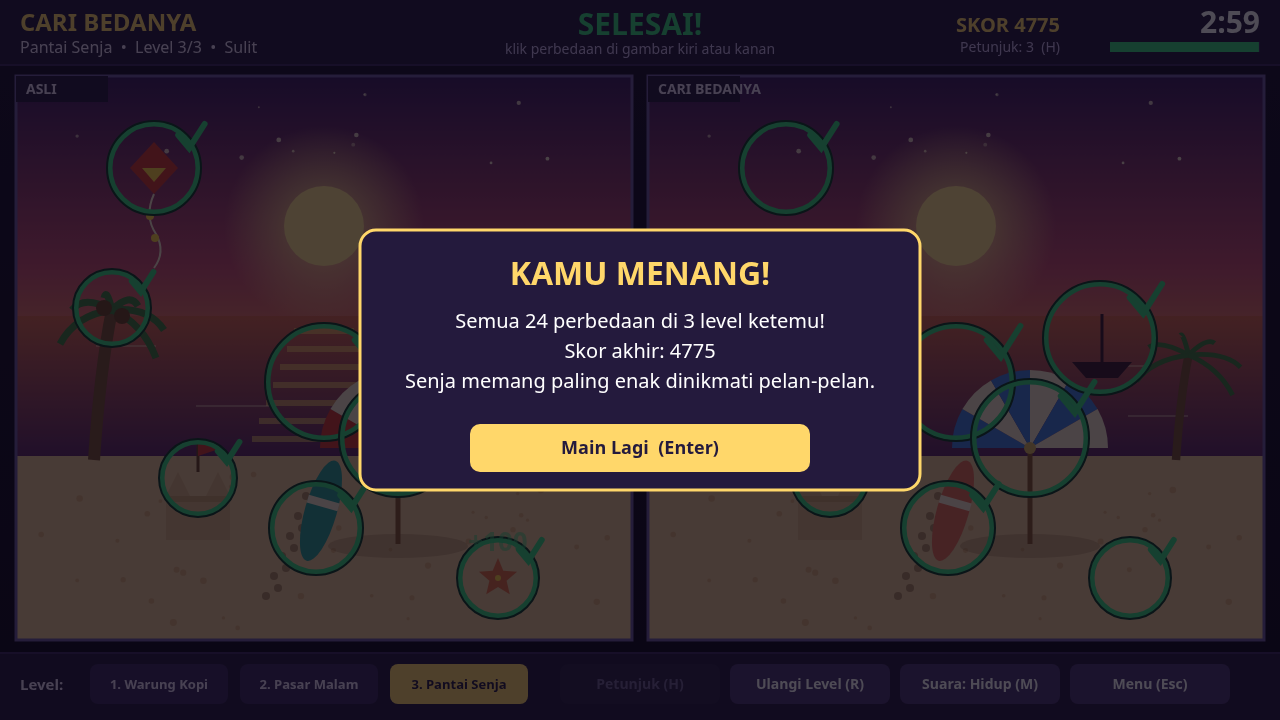 CARI BEDANYA
Pantai Senja • Level 3/3 • Sulit
SELESAI!
klik perbedaan di gambar kiri atau kanan
SKOR 4775
Petunjuk: 3 (H)
2:59
ASLI
CARI BEDANYA
KAMU MENANG!
Semua 24 perbedaan di 3 level ketemu!
Skor akhir: 4775
Senja memang paling enak dinikmati pelan-pelan.
Main Lagi (Enter)
Level:
1. Warung Kopi
2. Pasar Malam
3. Pantai Senja
Petunjuk (H)
Ulangi Level (R)
Suara: Hidup (M)
Menu (Esc)